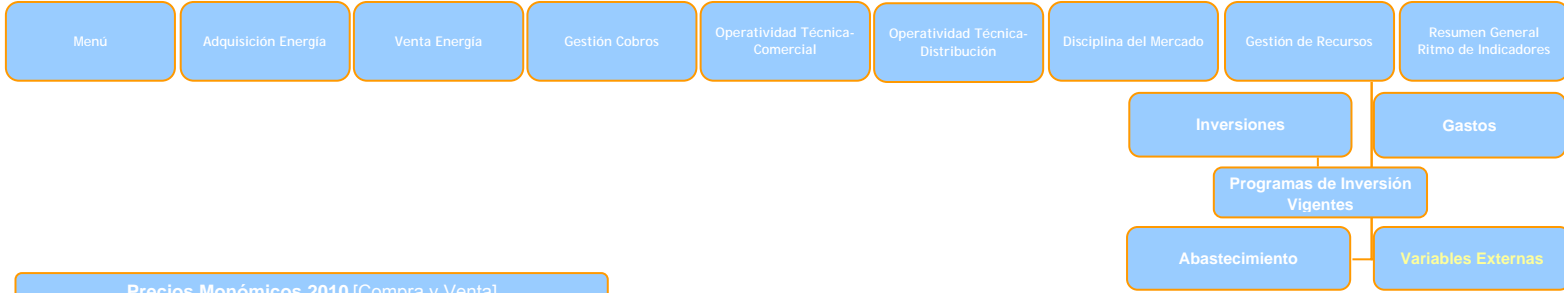 Menú
Adquisición Energía
Venta Energía
Gestión Cobros
Operatividad Técnica-
Comercial
Operatividad Técnica-
Distribución
Disciplina del Mercado
Gestión de Recursos
Resumen General
Ritmo de Indicadores
Inversiones
Gastos
Programas de Inversión
Vigentes
Abastecimiento
Variables Externas
Precios Monómicos 2010 [Compra y Venta]